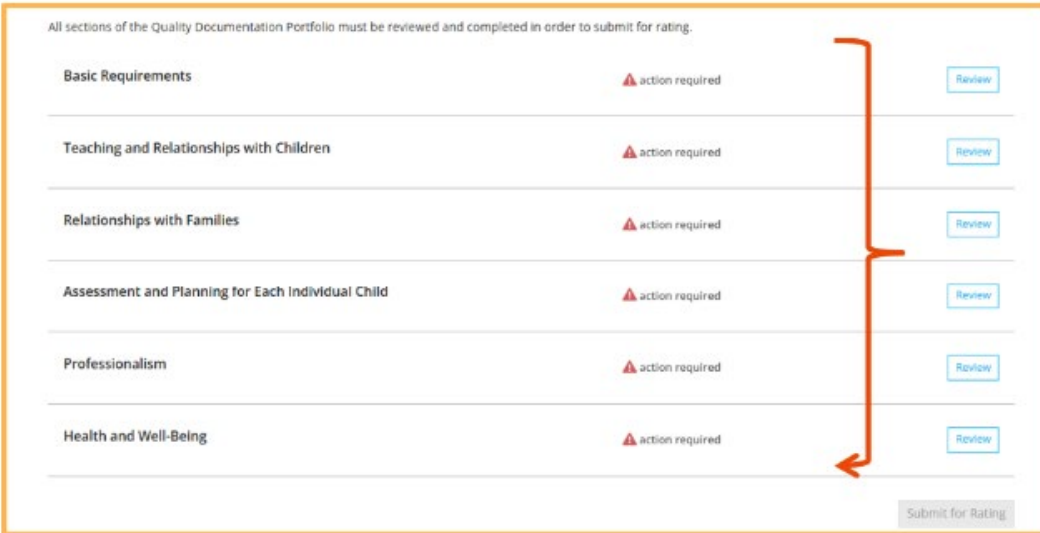 All sections of the Quality Documentation Portfolio must be reviewed and completed in order to submit for rating.
Basic Requirements action required Review
Teaching and Relationships with Children action required Review
Relationships with Families action required Review
Assessment and Planning for Each Individual Child action required Review
Professionalism action required Review
Health and Well-Being action required Review
Submit for Rating